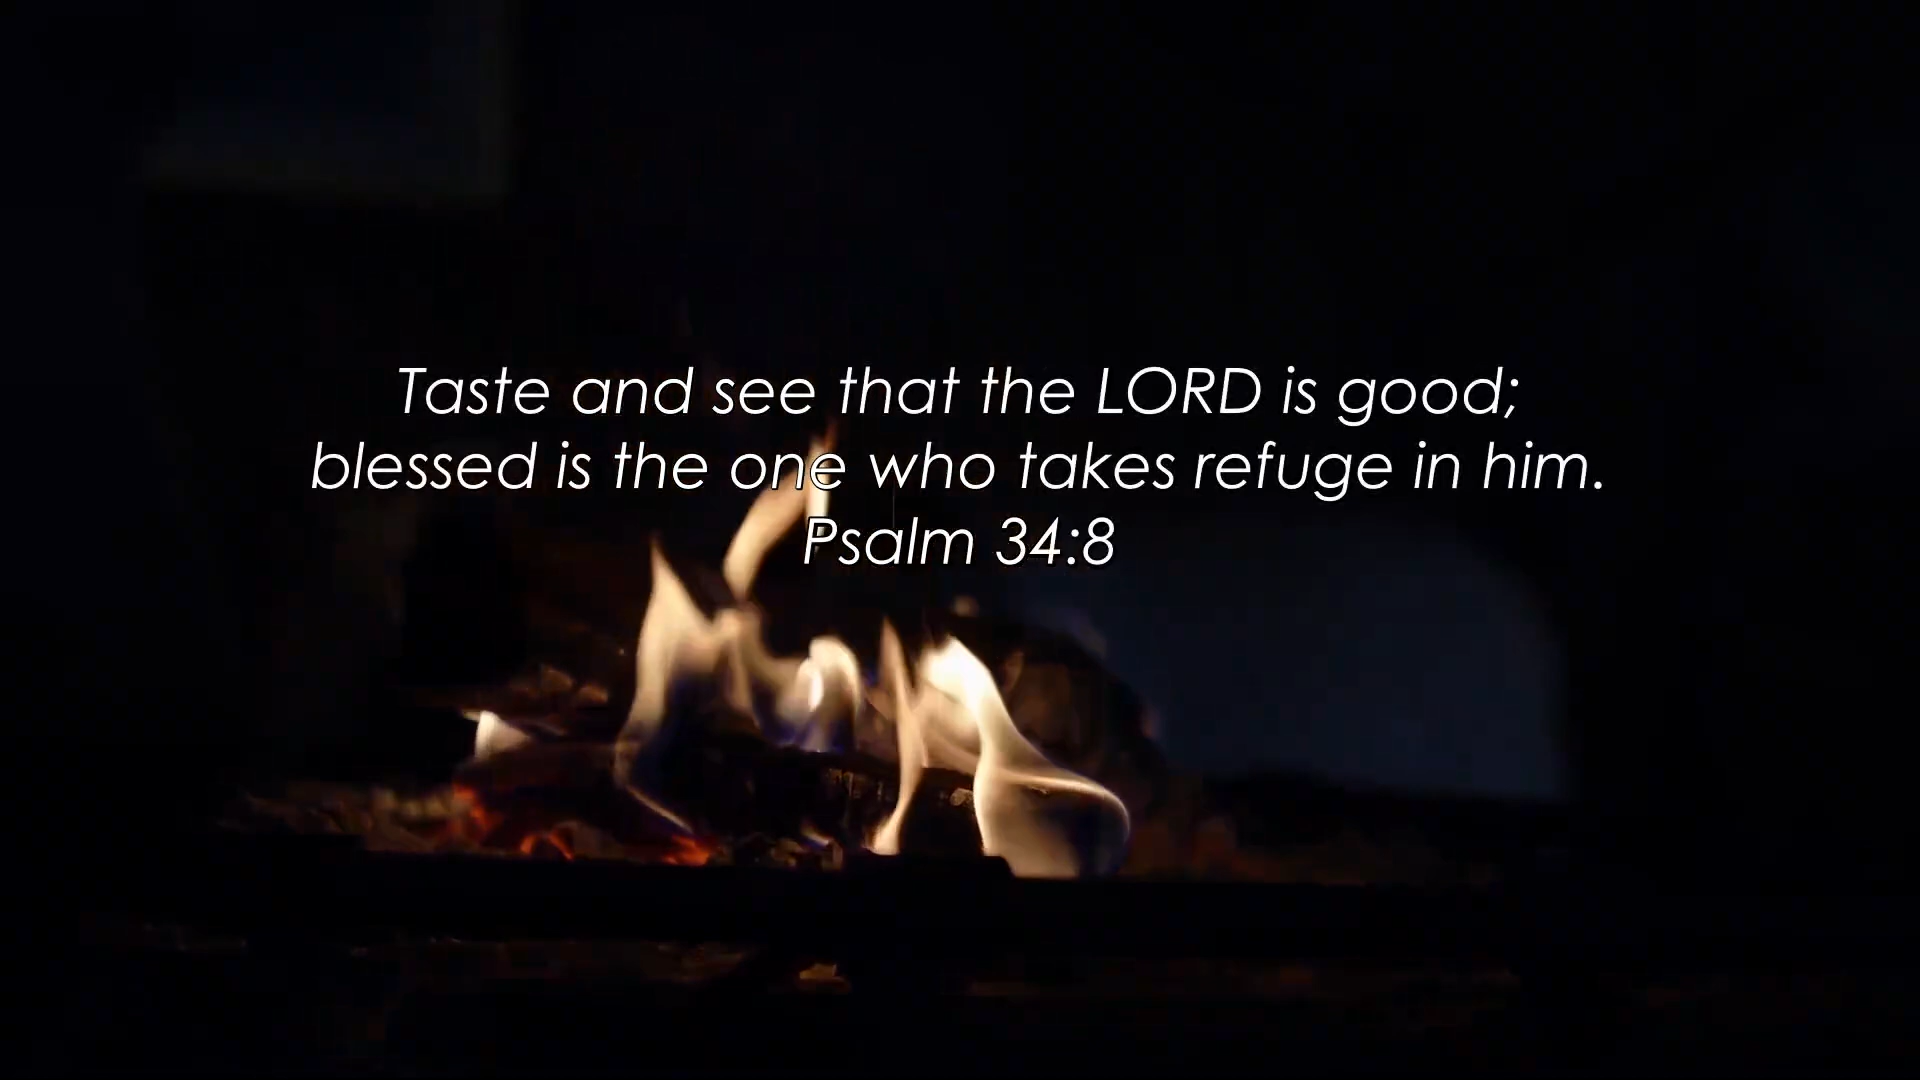 Taste and see that the LORD is good;
blessed is the one who takes refuge in him.
Psalm 34:8